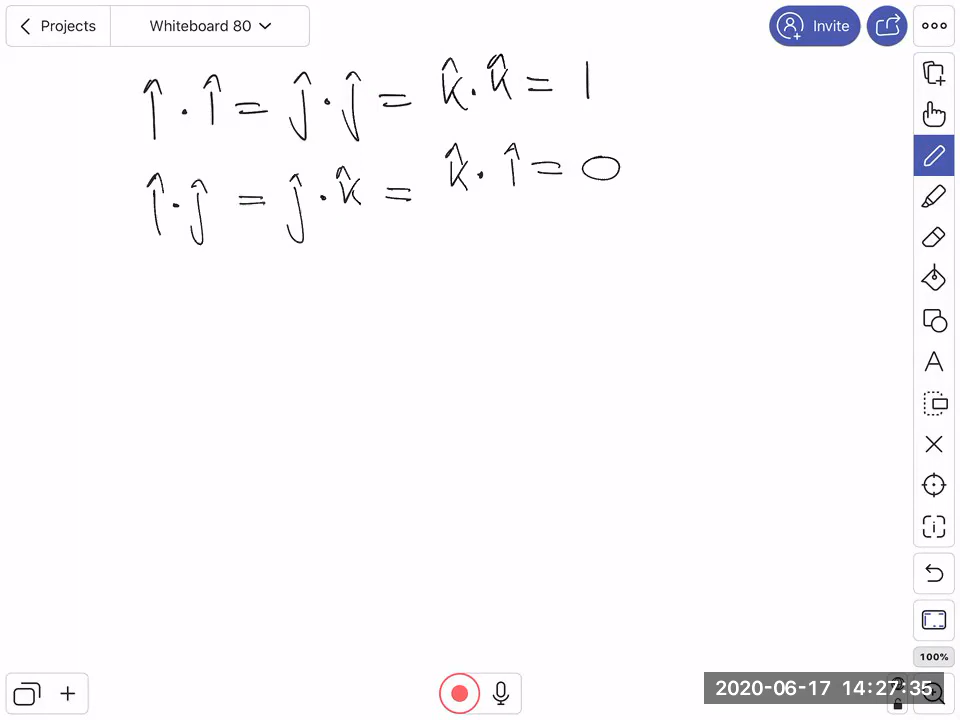 Projects
Whiteboard 80
Invite
î · î = ĵ · ĵ = k̂ · k̂ = 1
î · ĵ = ĵ · k̂ = k̂ · î = 0
A
100%
2020-06-17 14:27:35